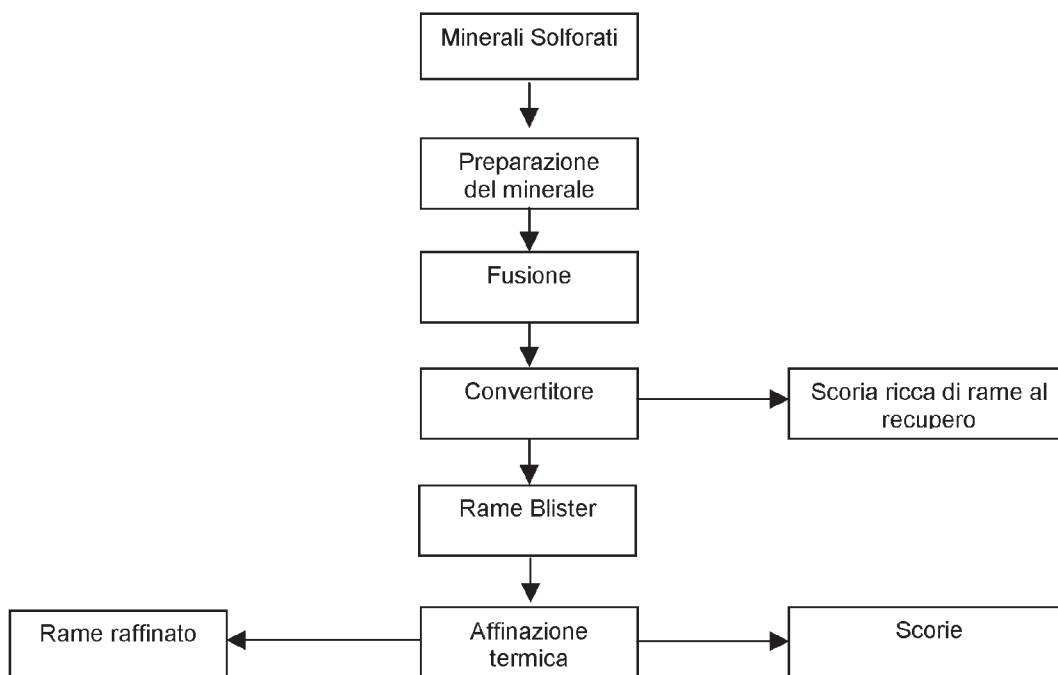 Minerali Solforati
Preparazione
del minerale
Fusione
Convertitore
Scoria ricca di rame al
recupero
Rame Blister
Rame raffinato
Affinazione
termica
Scorie